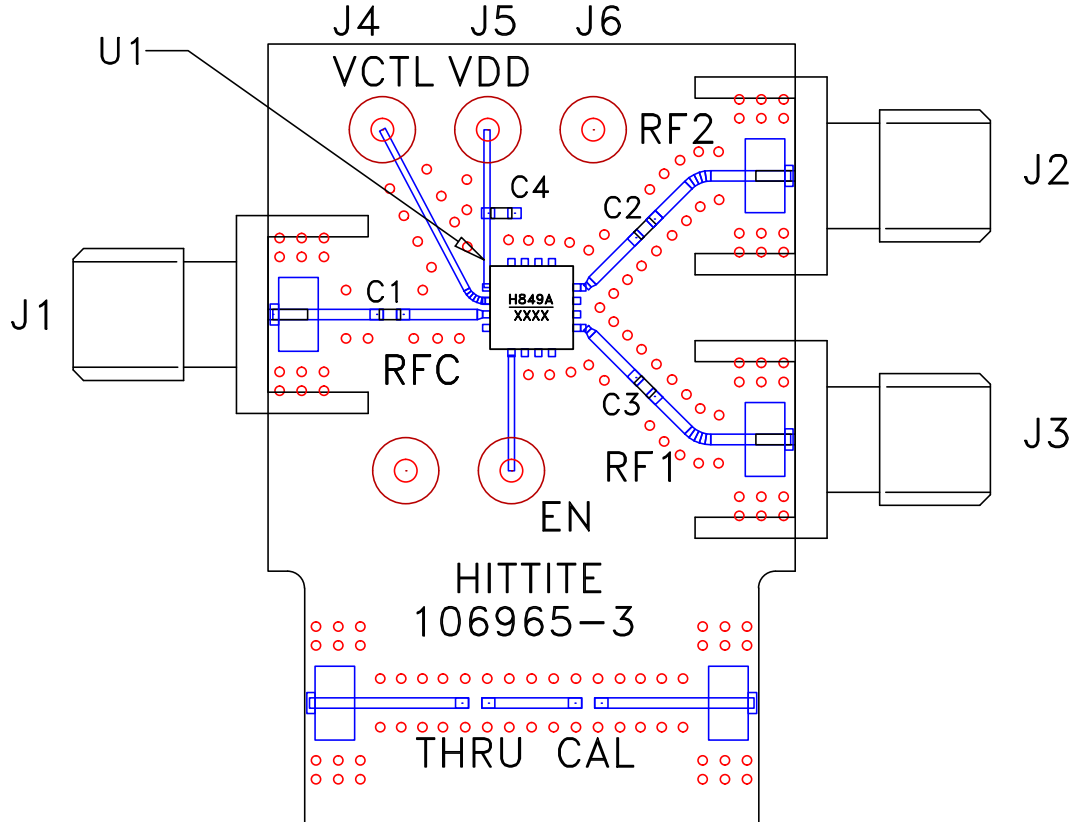 J4 J5 J6
U1
VCTL VDD
RF2
J2
C4
C2
J1
C1
H849A
XXXX
RFC
C3
J3
RF1
EN
HITTITE
106965-3
THRU CAL